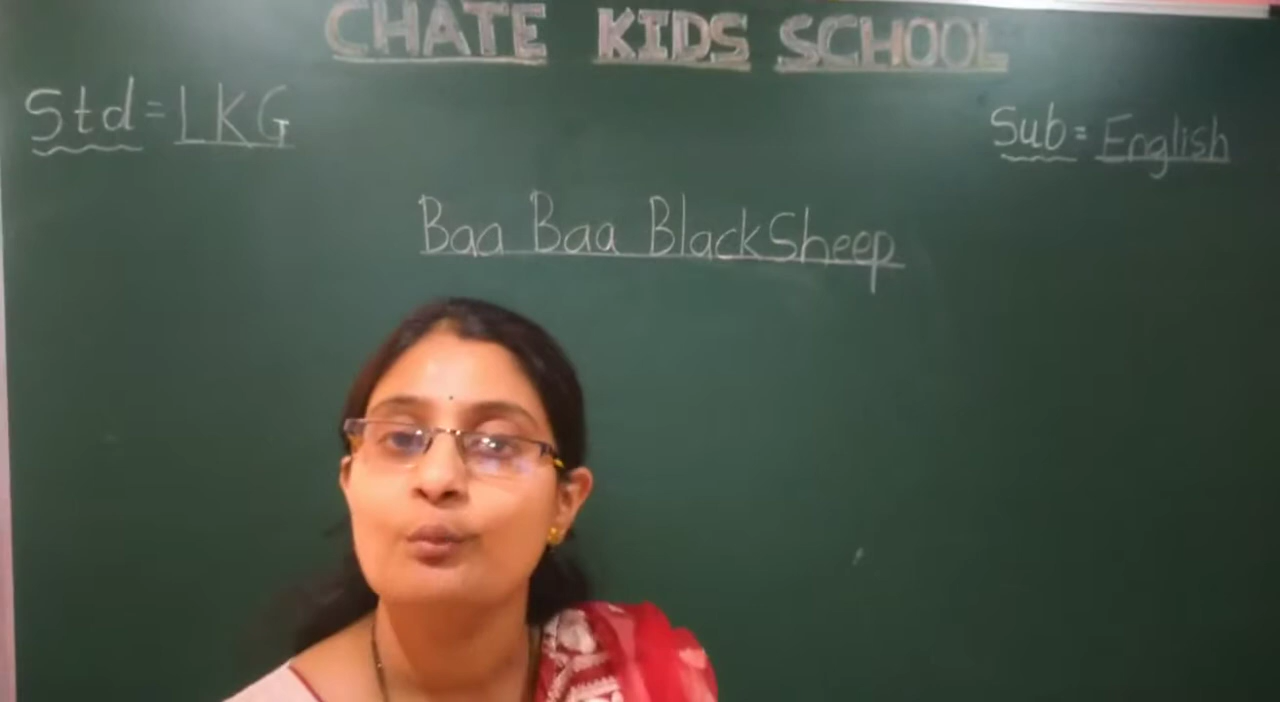 CHATE KIDS SCHOOL
Std = LKG
Sub = English
Baa Baa Black Sheep